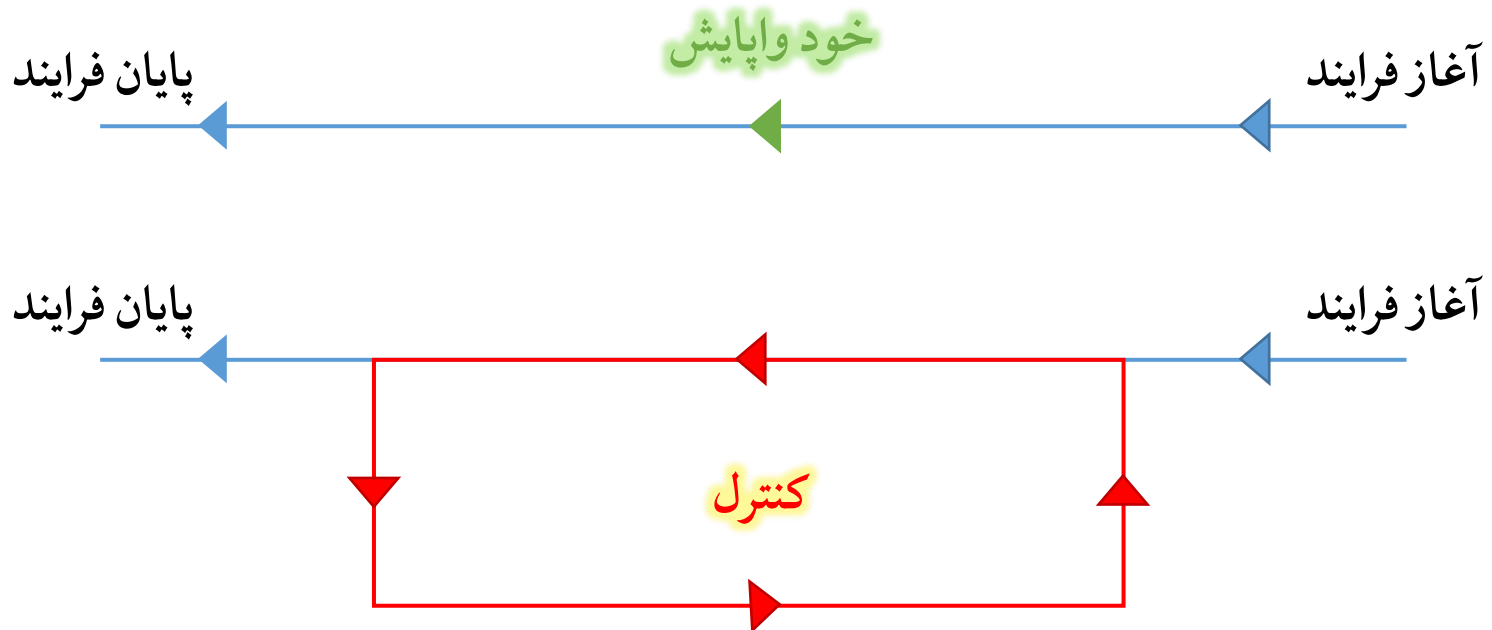 خود واپایش
آغاز فرایند
پایان فرایند
آغاز فرایند
پایان فرایند
کنترل